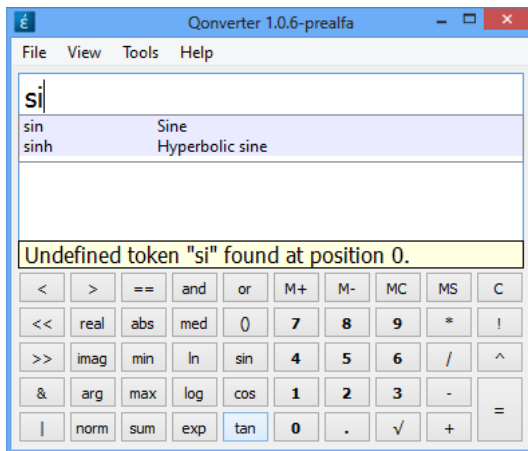 é
Qonverter 1.0.6-prealfa
File View Tools Help
si
sin Sine
sinh Hyperbolic sine
Undefined token "si" found at position 0.
< > == and or M+ M- MC MS C
<< real abs med () 7 8 9 * !
>> imag min ln sin 4 5 6 / ^
& arg max log cos 1 2 3 - =
| norm sum exp tan 0 . √ +